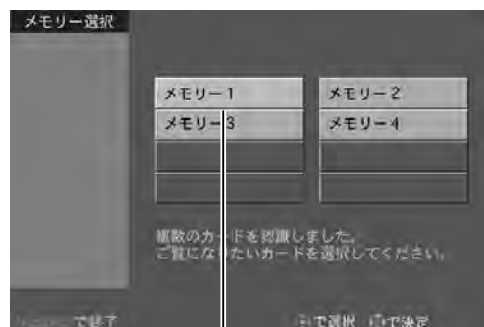 メモリー選択
メモリー1 メモリー2
メモリー3 メモリー4
複数のカードを認識しました。
ご覧になりたいカードを選択してください。
で終了 で選択 で決定